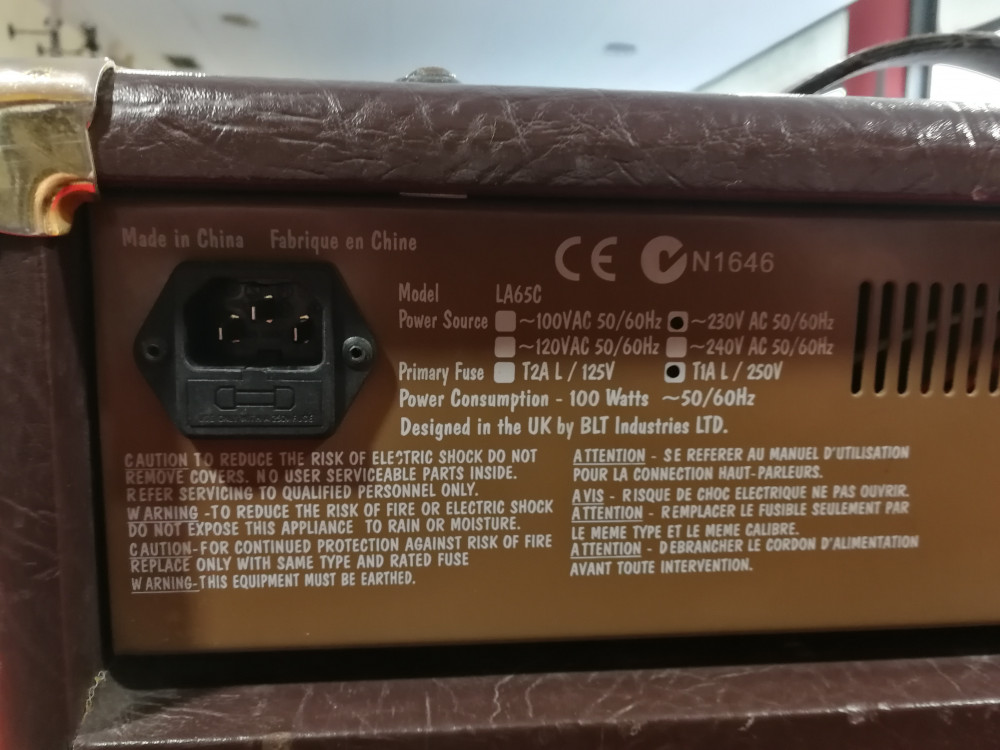 Made in China Fabrique en Chine
CE N1646
Model LA65C
Power Source ~100VAC 50/60Hz ~230V AC 50/60Hz
~120VAC 50/60Hz ~240V AC 50/60Hz
Primary Fuse T2A L / 125V T1A L / 250V
Power Consumption - 100 Watts ~50/60Hz
Designed in the UK by BLT Industries LTD.
USE ONLY WITH A 250V FUSE
CAUTION TO REDUCE THE RISK OF ELECTRIC SHOCK DO NOT
REMOVE COVERS. NO USER SERVICEABLE PARTS INSIDE.
REFER SERVICING TO QUALIFIED PERSONNEL ONLY.
WARNING -TO REDUCE THE RISK OF FIRE OR ELECTRIC SHOCK
DO NOT EXPOSE THIS APPLIANCE TO RAIN OR MOISTURE.
CAUTION-FOR CONTINUED PROTECTION AGAINST RISK OF FIRE
REPLACE ONLY WITH SAME TYPE AND RATED FUSE
WARNING-THIS EQUIPMENT MUST BE EARTHED.
ATTENTION - SE REFERER AU MANUEL D'UTILISATION
POUR LA CONNECTION HAUT-PARLEURS.
AVIS - RISQUE DE CHOC ELECTRIQUE NE PAS OUVRIR.
ATTENTION - REMPLACER LE FUSIBLE SEULEMENT PAR
LE MEME TYPE ET LE MEME CALIBRE.
ATTENTION - DEBRANCHER LE CORDON D'ALIMENTATION
AVANT TOUTE INTERVENTION.